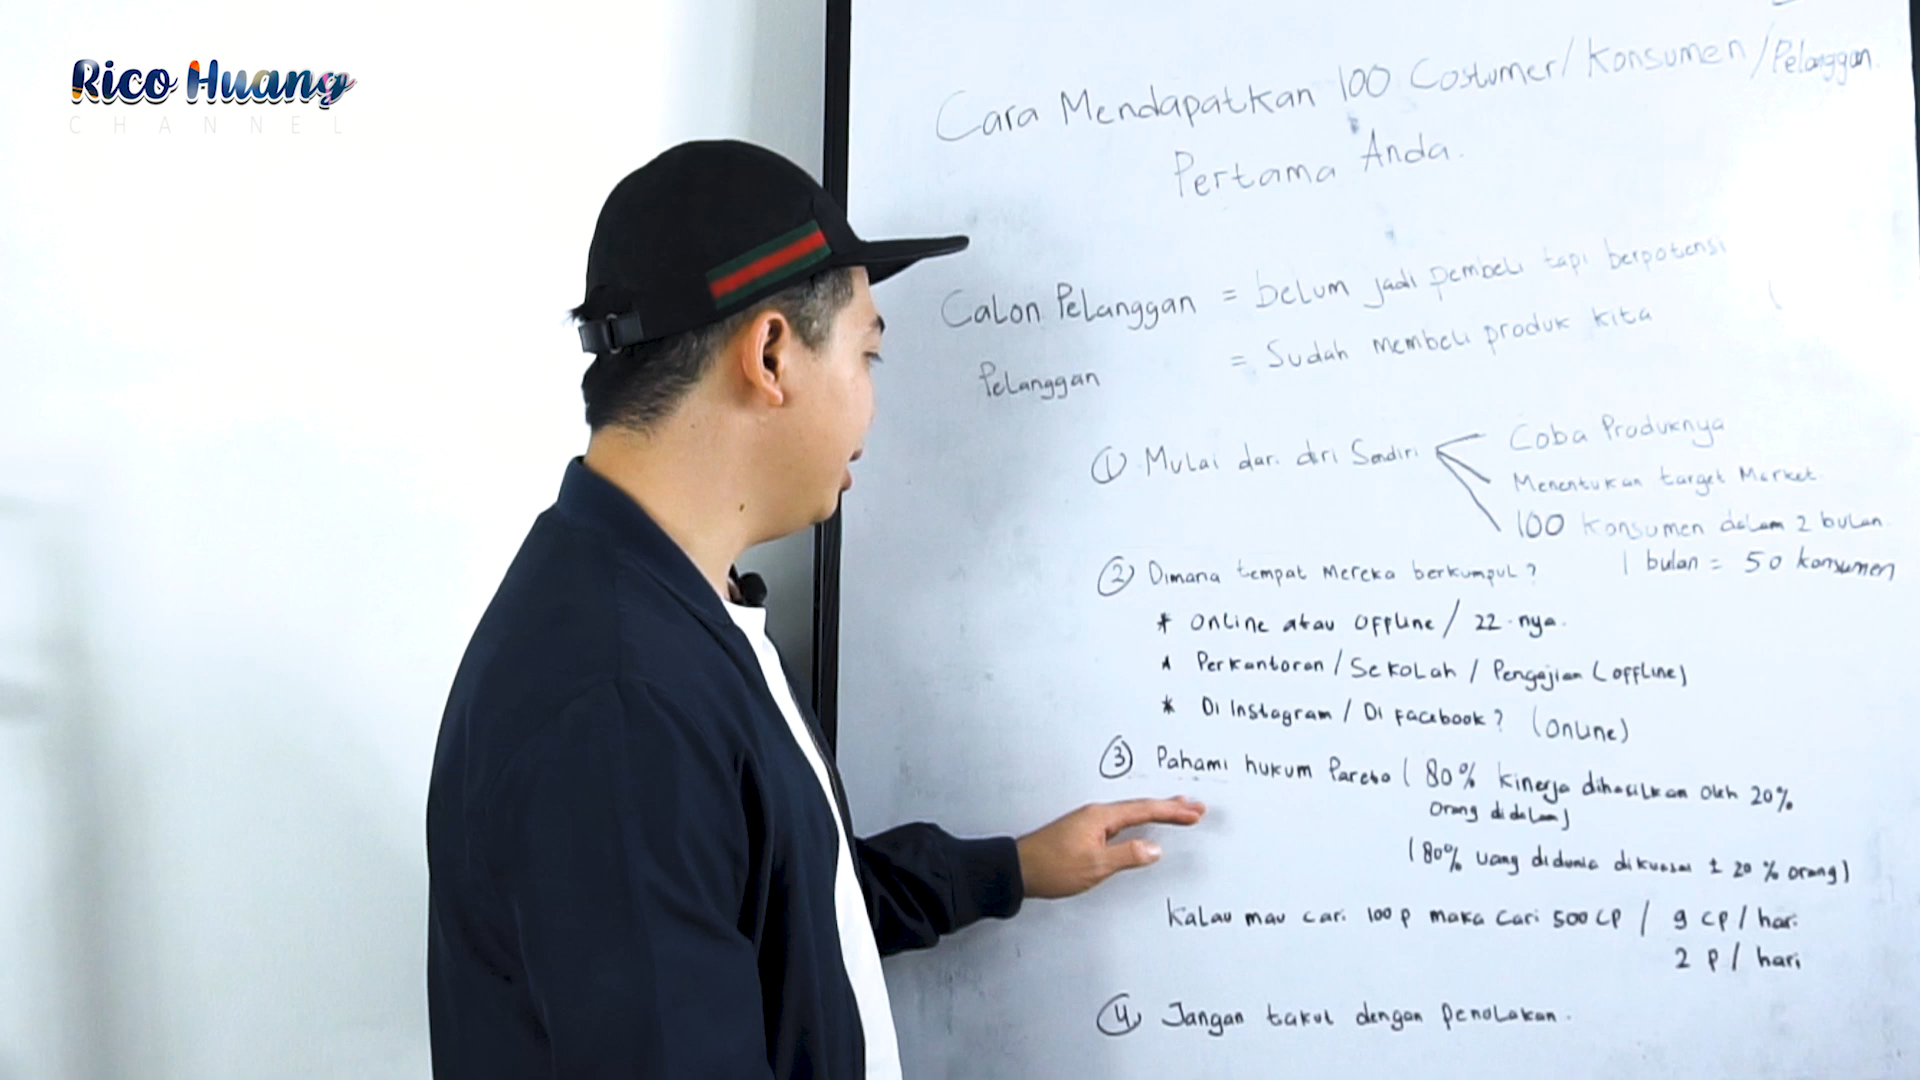 Rico Huang
CHANNEL
Cara Mendapatkan 100 Costumer/Konsumen/Pelanggan
Pertama Anda.
Calon Pelanggan = belum jadi pembeli tapi berpotensi
Pelanggan = Sudah membeli produk kita
① Mulai dari diri Sendiri
Coba Produknya
Menentukan target Market
100 Konsumen dalam 2 bulan.
1 bulan = 50 konsumen
② Dimana tempat Mereka berkumpul?
* Online atau Offline / 22-nya.
* Perkantoran / Sekolah / Pengajian (offline)
* Di Instagram / Di Facebook? (Online)
③ Pahami hukum Pareto ( 80% kinerja dihasilkan oleh 20%
orang didalam)
(80% uang didunia dikuasai ± 20% orang)
Kalau mau cari 100 P maka cari 500 CP / 9 CP / hari
2 P / hari
④ Jangan takut dengan penolakan.